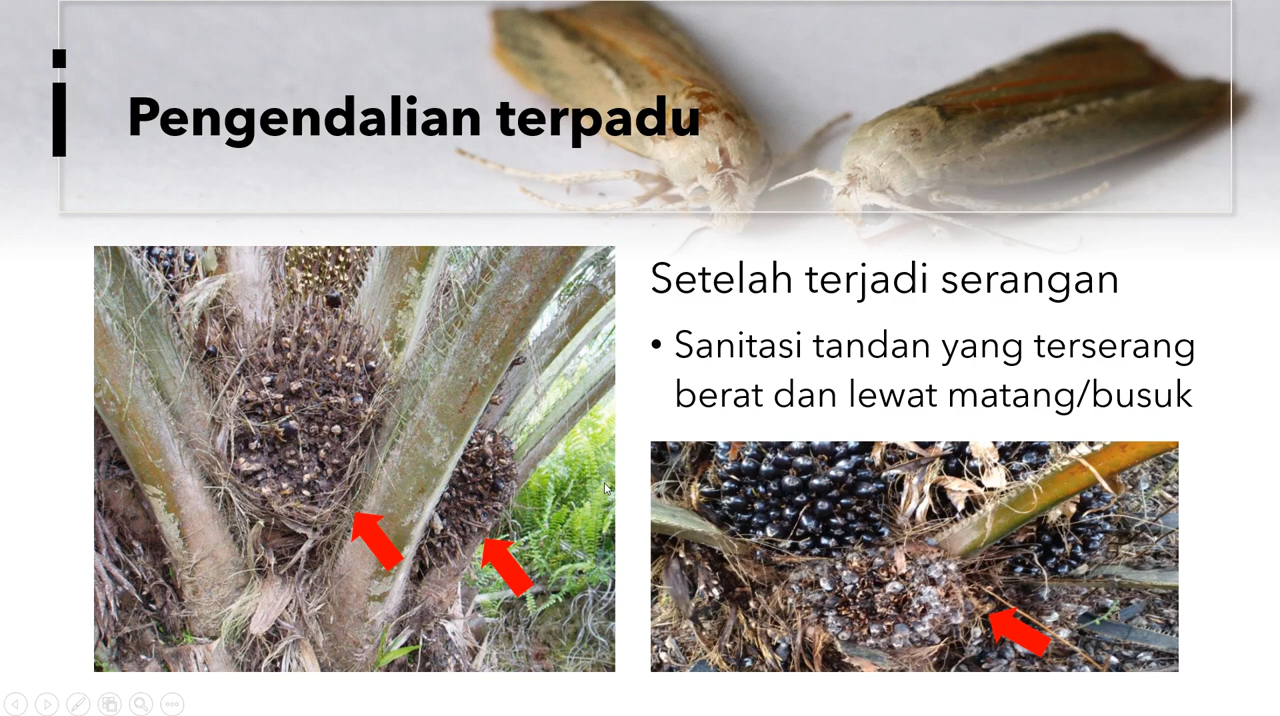 i
Pengendalian terpadu
Setelah terjadi serangan
• Sanitasi tandan yang terserang
berat dan lewat matang/busuk